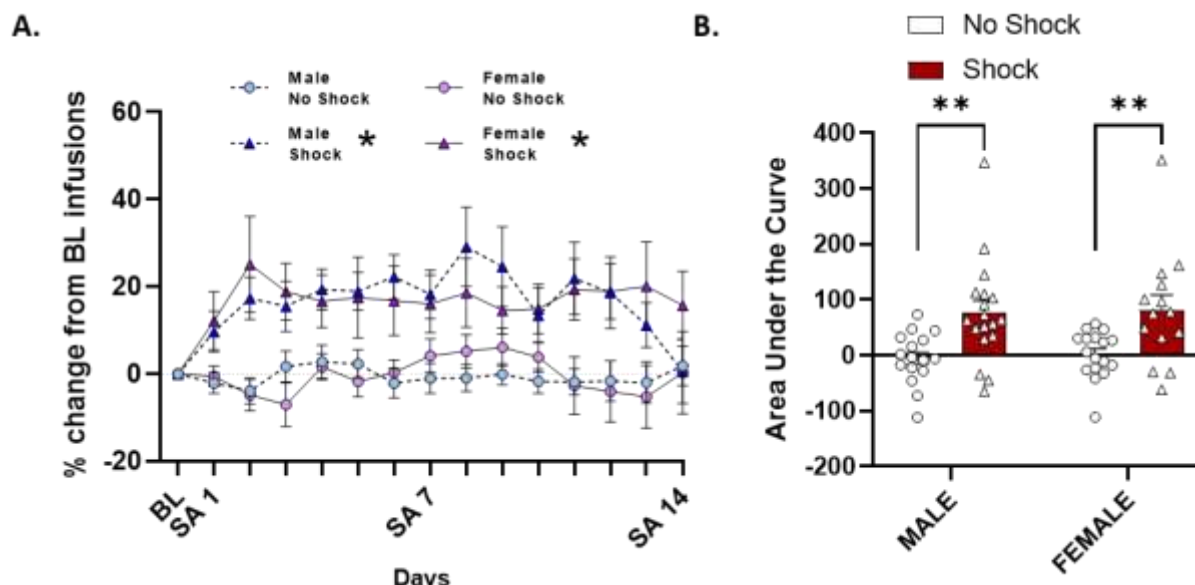 A.
Male
No Shock
Female
No Shock
Male
Shock
*
Female
Shock
*
% change from BL infusions
60
40
20
0
-20
BL
SA 1
SA 7
SA 14
Days
B.
No Shock
Shock
**
**
Area Under the Curve
400
300
200
100
0
-100
-200
MALE
FEMALE